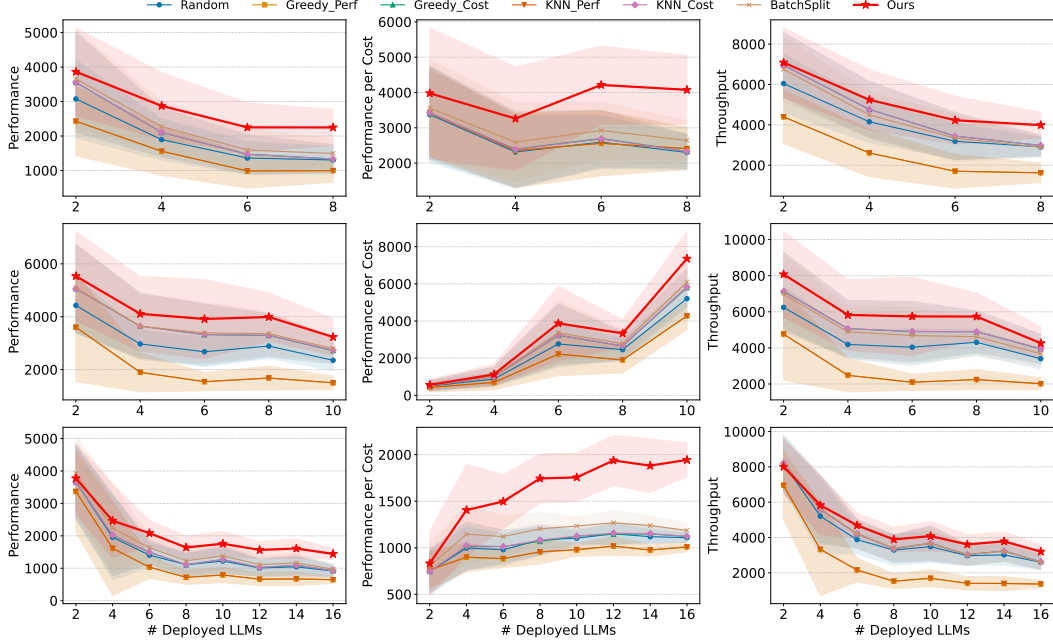 Random Greedy_Perf Greedy_Cost KNN_Perf KNN_Cost BatchSplit Ours
Performance
5000
4000
3000
2000
1000
2 4 6 8
Performance per Cost
6000
5000
4000
3000
2000
2 4 6 8
Throughput
8000
6000
4000
2000
2 4 6 8
Performance
6000
4000
2000
2 4 6 8 10
Performance per Cost
8000
6000
4000
2000
0
2 4 6 8 10
Throughput
10000
8000
6000
4000
2000
2 4 6 8 10
Performance
5000
4000
3000
2000
1000
0
2 4 6 8 10 12 14 16
# Deployed LLMs
Performance per Cost
2000
1500
1000
500
2 4 6 8 10 12 14 16
# Deployed LLMs
Throughput
10000
8000
6000
4000
2000
2 4 6 8 10 12 14 16
# Deployed LLMs